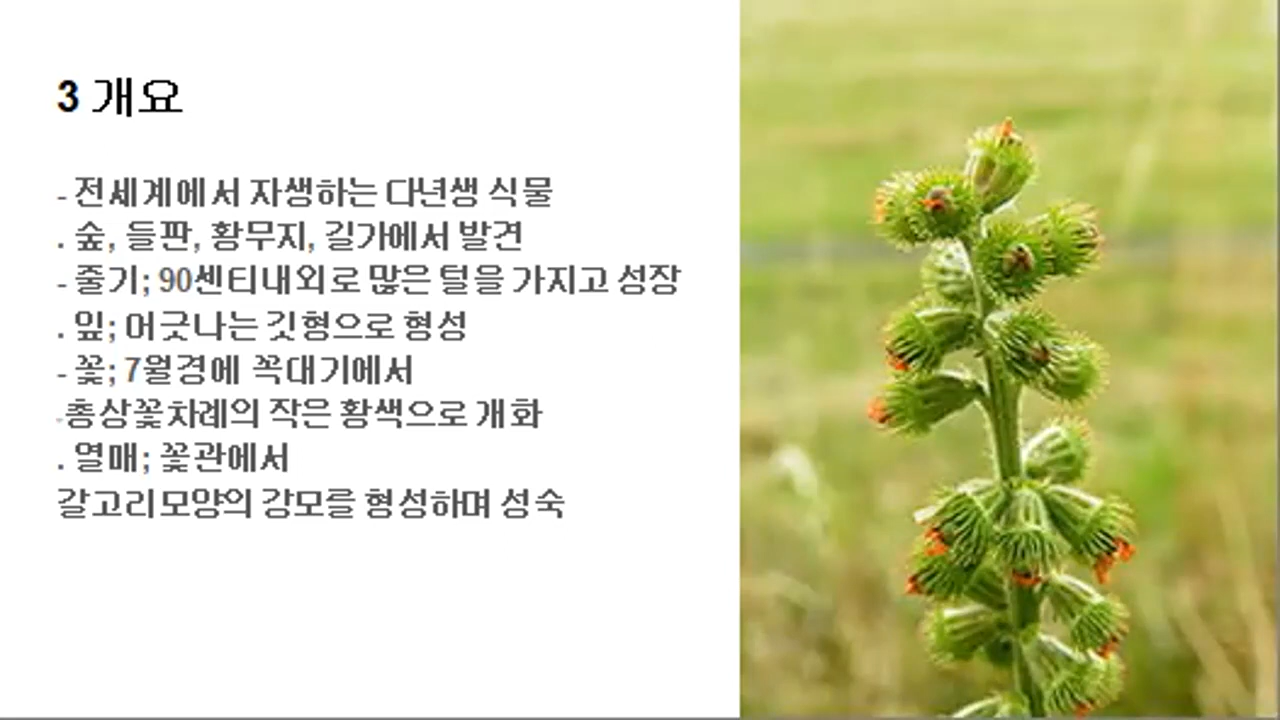 3 개요
- 전세계에서 자생하는 다년생 식물
. 숲, 들판, 황무지, 길가에서 발견
- 줄기; 90센티내외로 많은 털을 가지고 성장
. 잎; 어긋나는 깃형으로 형성
- 꽃; 7월경에 꼭대기에서
-총상꽃차례의 작은 황색으로 개화
. 열매; 꽃관에서
갈고리모양의 강모를 형성하며 성숙